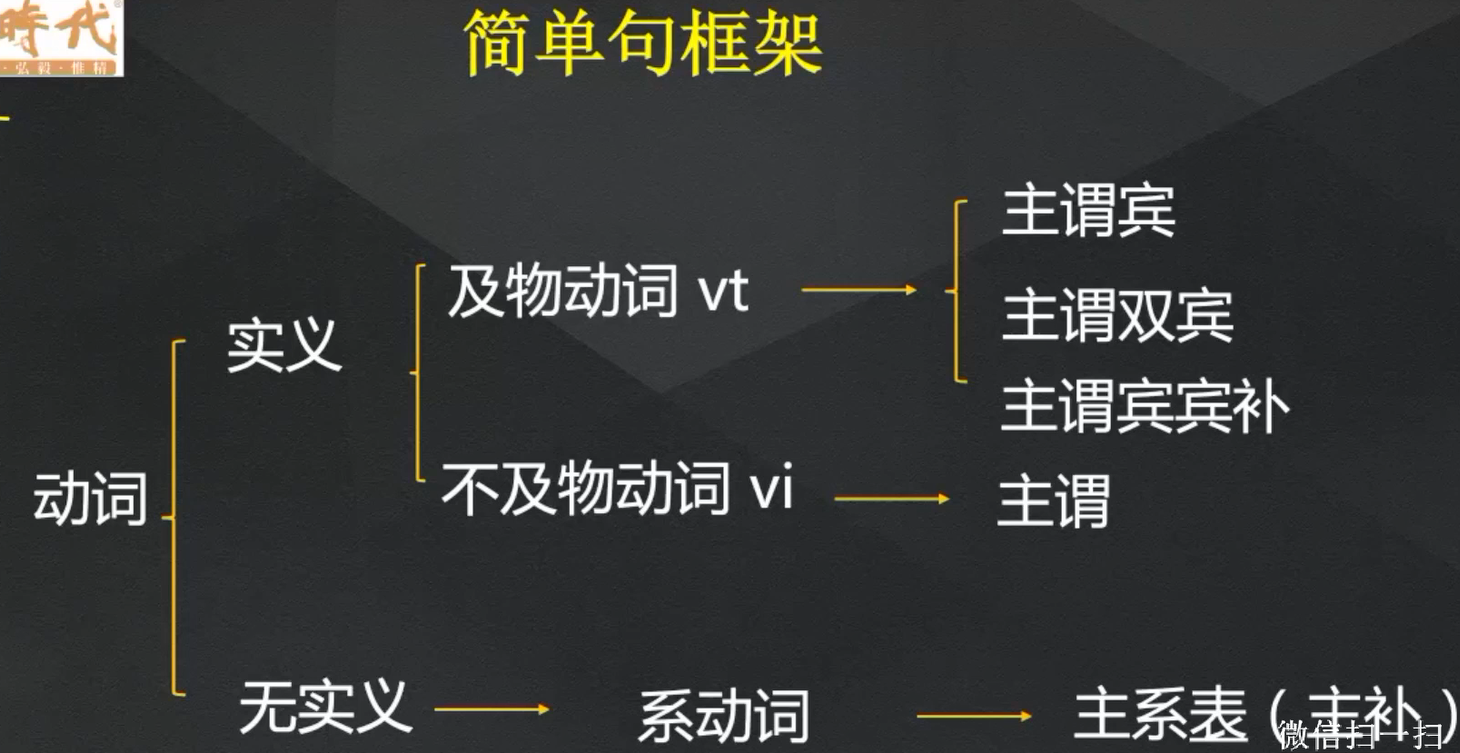 時代
·弘毅·惟精
简单句框架
主谓宾
及物动词 vt
主谓双宾
实义
主谓宾宾补
不及物动词 vi
主谓
动词
无实义
系动词
主系表（主补）
微信扫一扫